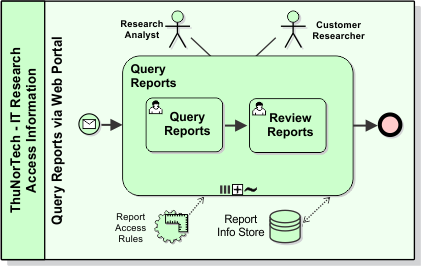 ThuNorTech - IT Research
Access Information
Query Reports via Web Portal
Research
Analyst
Customer
Researcher
Query
Reports
Query
Reports
Review
Reports
Report
Access
Rules
Report
Info Store